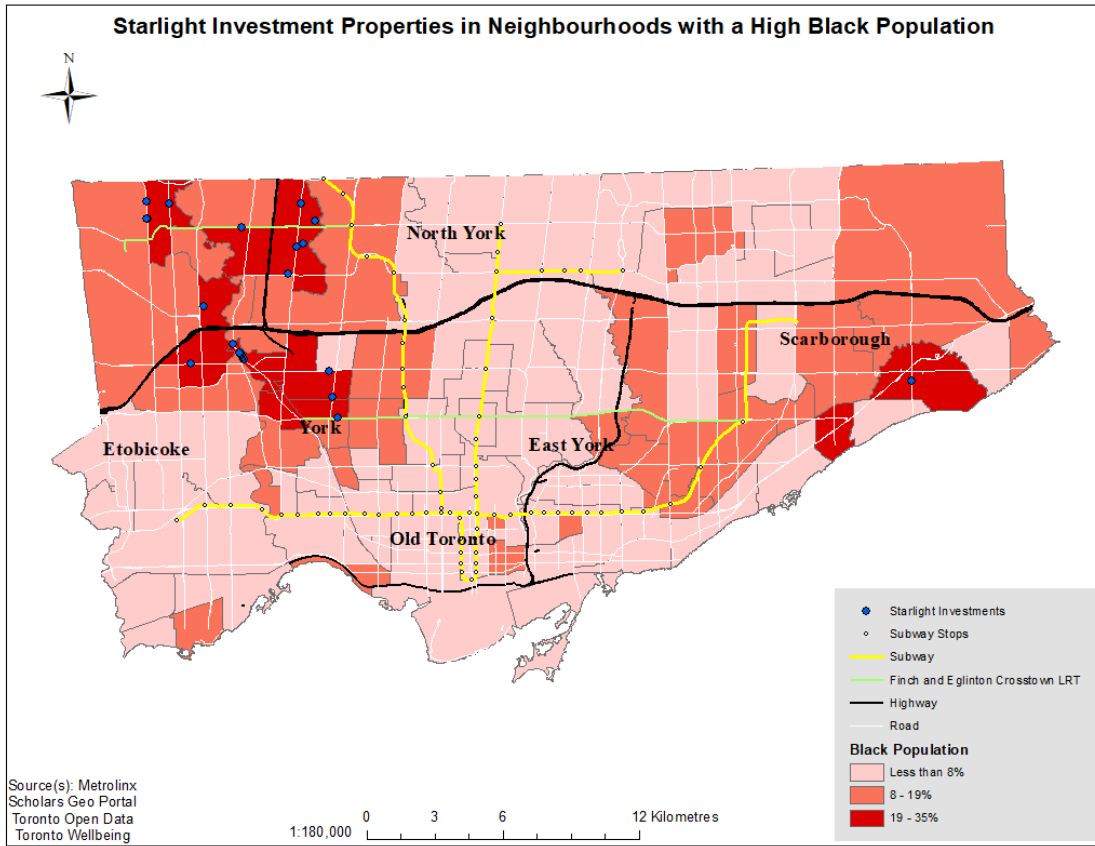 Starlight Investment Properties in Neighbourhoods with a High Black Population
N
North York
Scarborough
York
Etobicoke
East York
Old Toronto
Starlight Investments
Subway Stops
Subway
Finch and Eglinton Crosstown LRT
Highway
Road
Black Population
Less than 8%
8 - 19%
19 - 35%
Source(s): Metrolinx
Scholars Geo Portal
Toronto Open Data
Toronto Wellbeing
1:180,000
0 3 6 12 Kilometres